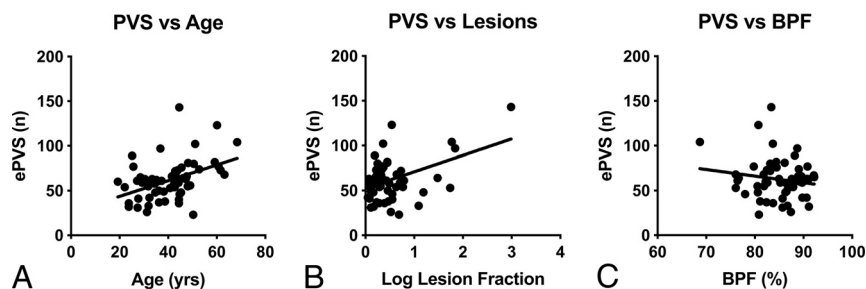 PVS vs Age
200
150
100
50
0
ePVS (n)
0 20 40 60 80
Age (yrs)
A
PVS vs Lesions
200
150
100
50
0
ePVS (n)
0 1 2 3 4
Log Lesion Fraction
B
PVS vs BPF
200
150
100
50
0
ePVS (n)
60 70 80 90 100
BPF (%)
C